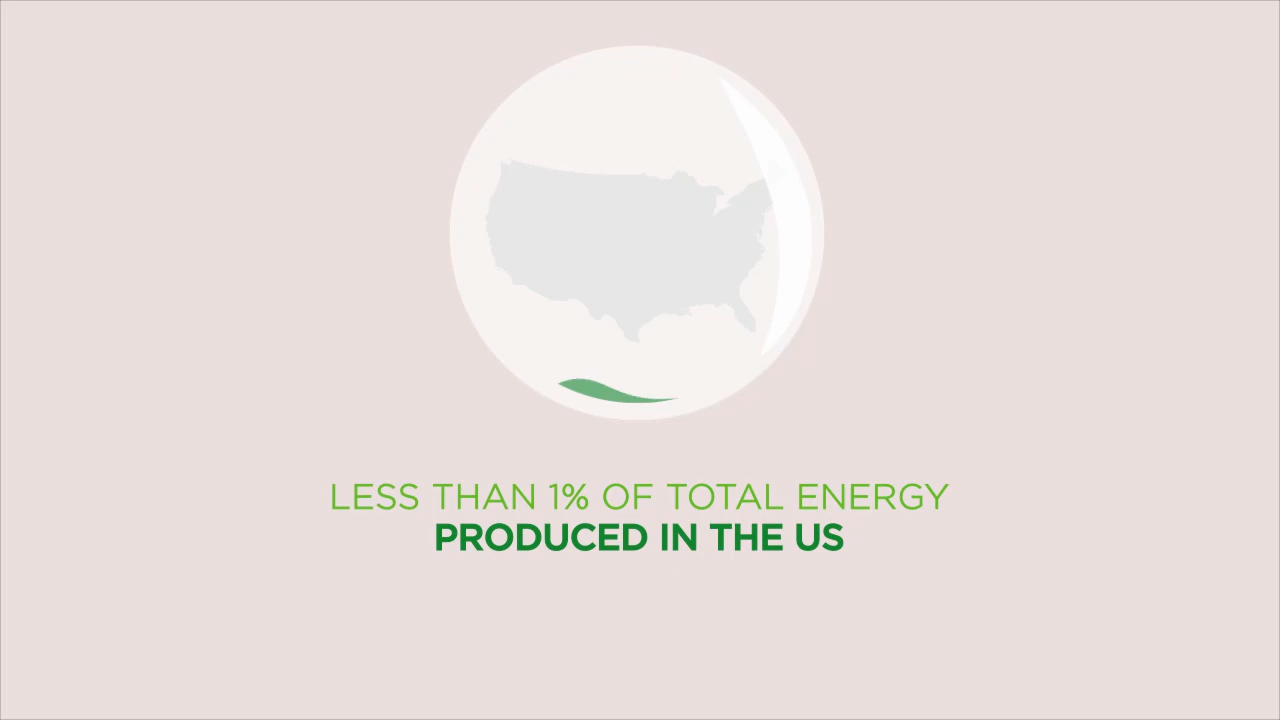 LESS THAN 1% OF TOTAL ENERGY
PRODUCED IN THE US